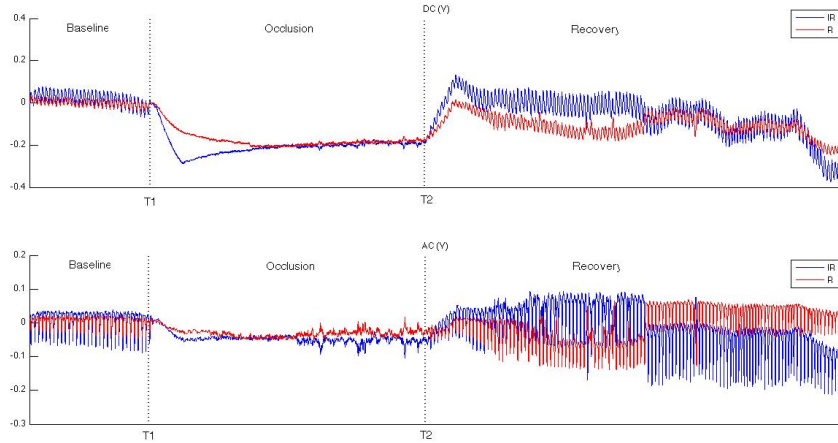 DC (V)
Baseline Occlusion Recovery
IR
R
0.4
0.2
0
-0.2
-0.4
T1 T2
AC (V)
Baseline Occlusion Recovery
IR
R
0.2
0.1
0
-0.1
-0.2
-0.3
T1 T2